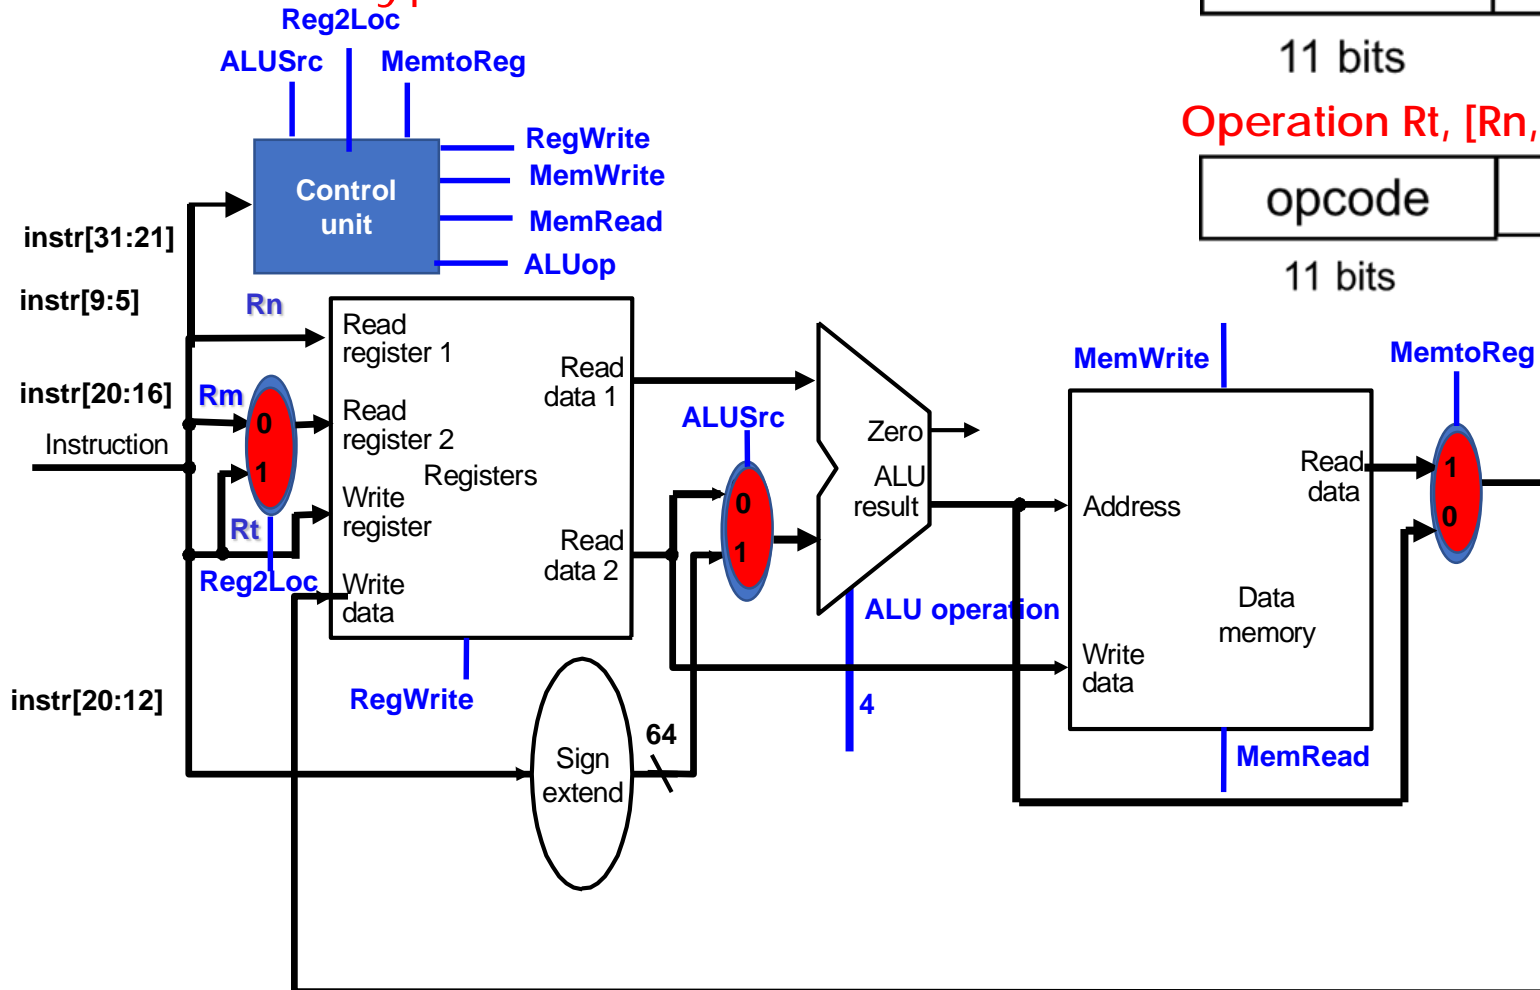 Reg2Loc
ALUSrc
MemtoReg
11 bits
Operation Rt, [Rn,
RegWrite
MemWrite
MemRead
ALUop
Control
unit
opcode
11 bits
instr[31:21]
instr[9:5]
Rn
Read
register 1
Read
data 1
MemWrite
MemtoReg
instr[20:16]
Rm
0
Read
register 2
ALUSrc
Zero
Instruction
1
Registers
ALU
result
Read
data
1
0
Write
register
0
Address
Rt
Read
data 2
1
Reg2Loc
Write
data
ALU operation
Data
memory
Write
data
instr[20:12]
RegWrite
4
64
Sign
extend
MemRead